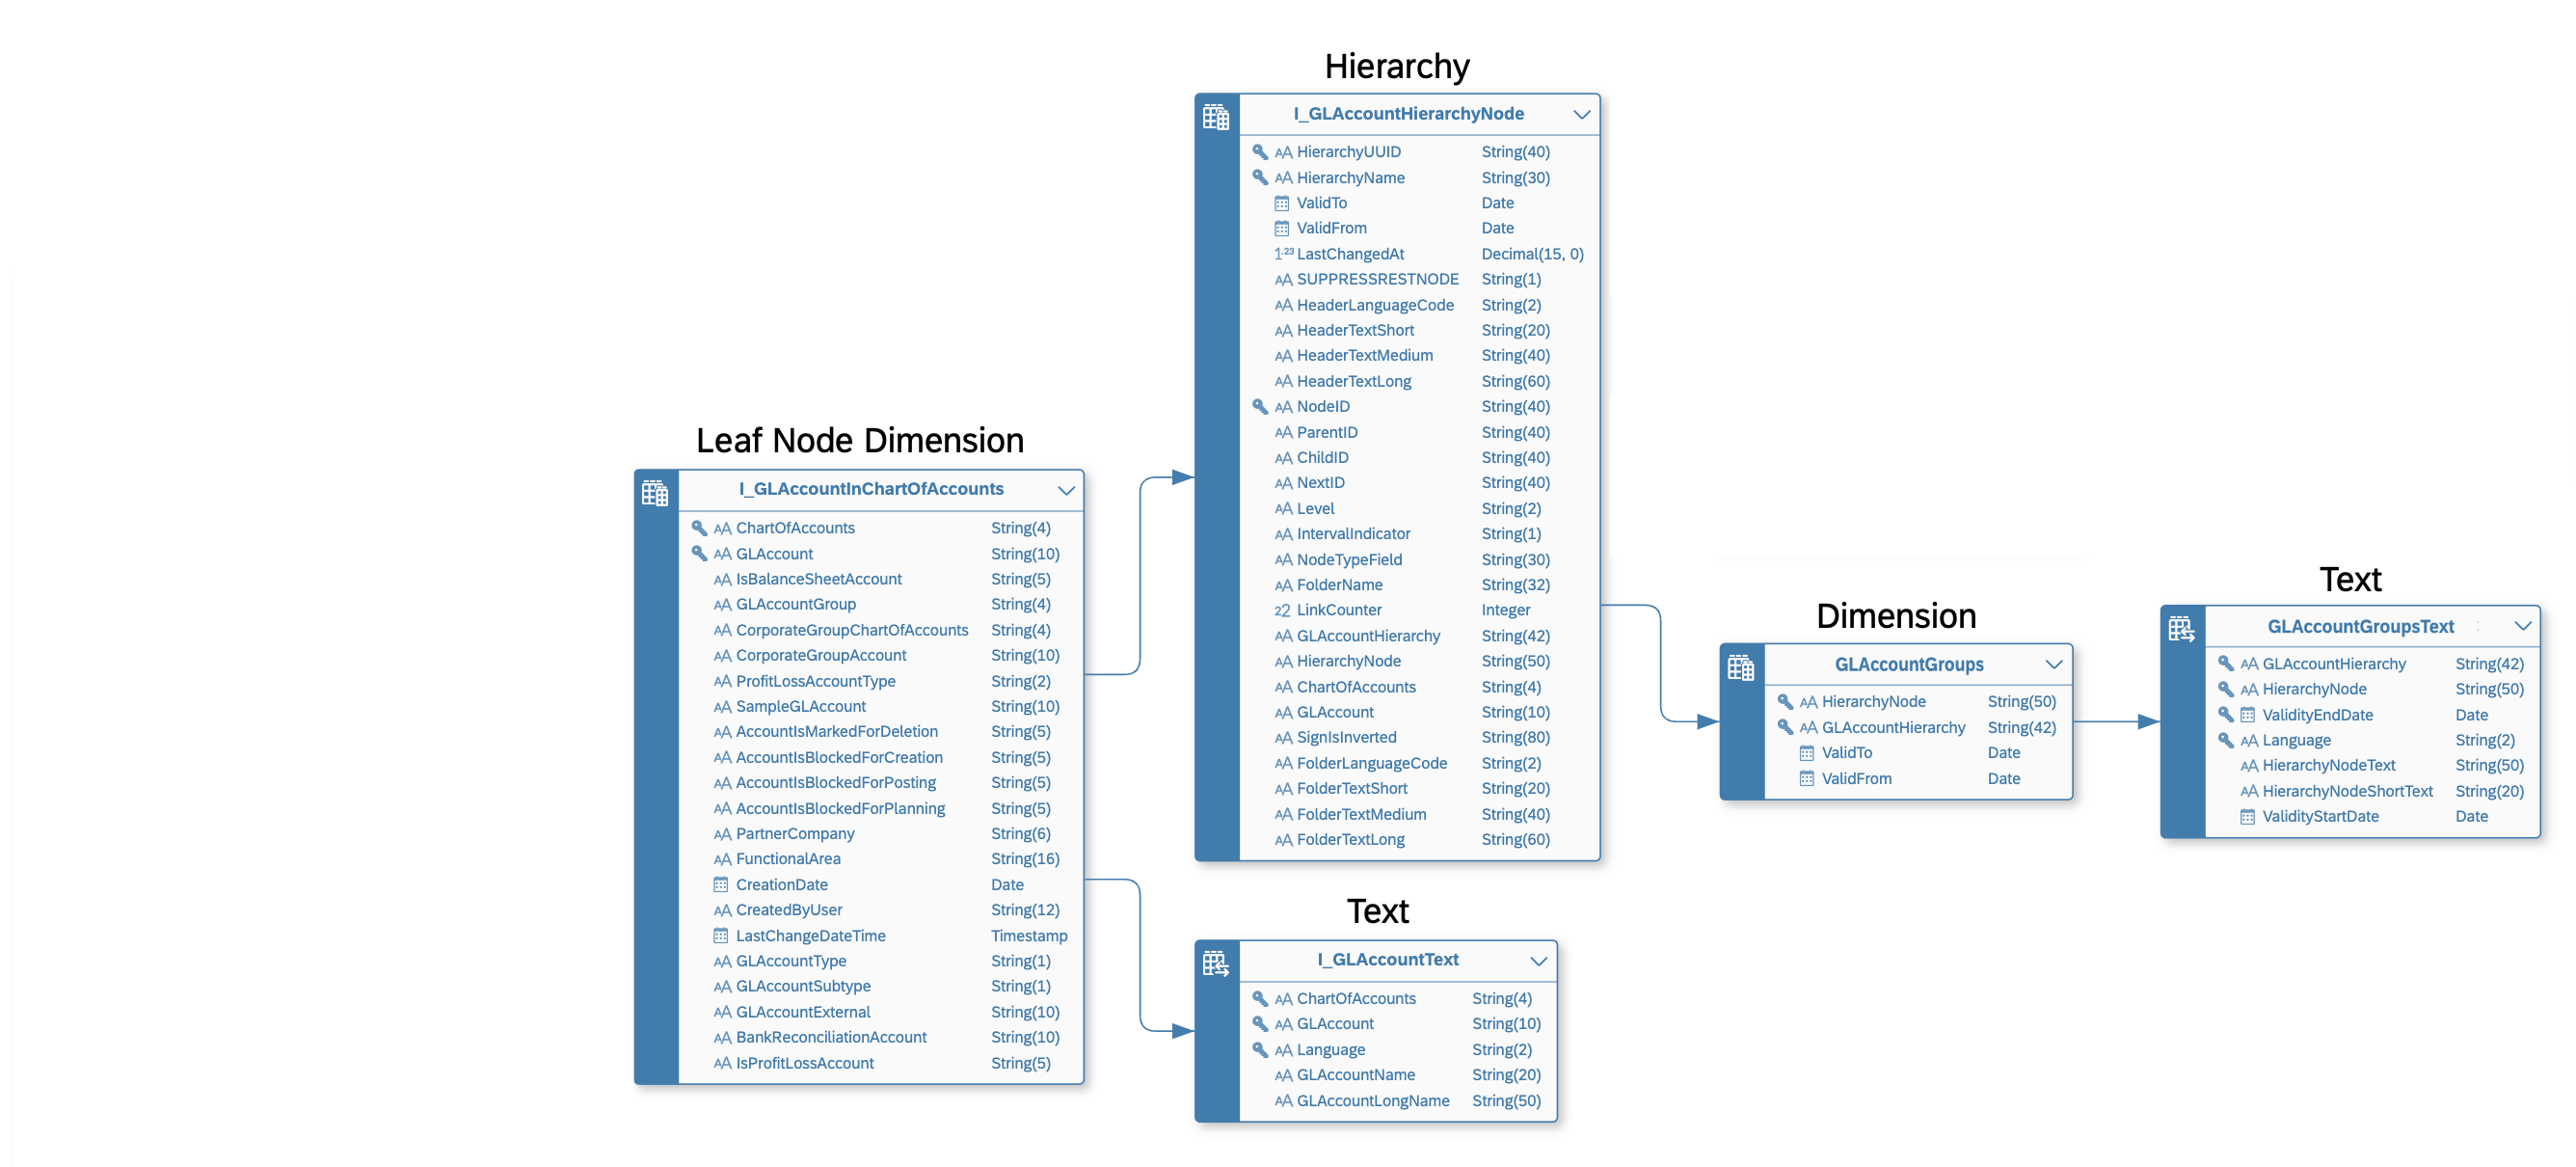 Hierarchy
I_GLAccountHierarchyNode
HierarchyUUID String(40)
HierarchyName String(30)
ValidTo Date
ValidFrom Date
1.23 LastChangedAt Decimal(15, 0)
SUPPRESSRESTNODE String(1)
HeaderLanguageCode String(2)
HeaderTextShort String(20)
HeaderTextMedium String(40)
HeaderTextLong String(60)
NodeID String(40)
ParentID String(40)
ChildID String(40)
NextID String(40)
Level String(2)
IntervalIndicator String(1)
NodeTypeField String(30)
FolderName String(32)
22 LinkCounter Integer
GLAccountHierarchy String(42)
HierarchyNode String(50)
ChartOfAccounts String(4)
GLAccount String(10)
SignIsInverted String(80)
FolderLanguageCode String(2)
FolderTextShort String(20)
FolderTextMedium String(40)
FolderTextLong String(60)
Leaf Node Dimension
I_GLAccountInChartOfAccounts
ChartOfAccounts String(4)
GLAccount String(10)
IsBalanceSheetAccount String(5)
GLAccountGroup String(4)
CorporateGroupChartOfAccounts String(4)
CorporateGroupAccount String(10)
ProfitLossAccountType String(2)
SampleGLAccount String(10)
AccountIsMarkedForDeletion String(5)
AccountIsBlockedForCreation String(5)
AccountIsBlockedForPosting String(5)
AccountIsBlockedForPlanning String(5)
PartnerCompany String(6)
FunctionalArea String(16)
CreationDate Date
CreatedByUser String(12)
LastChangeDateTime Timestamp
GLAccountType String(1)
GLAccountSubtype String(1)
GLAccountExternal String(10)
BankReconciliationAccount String(10)
IsProfitLossAccount String(5)
Text
I_GLAccountText
ChartOfAccounts String(4)
GLAccount String(10)
Language String(2)
GLAccountName String(20)
GLAccountLongName String(50)
Dimension
GLAccountGroups
HierarchyNode String(50)
GLAccountHierarchy String(42)
ValidTo Date
ValidFrom Date
Text
GLAccountGroupsText
GLAccountHierarchy String(42)
HierarchyNode String(50)
ValidityEndDate Date
Language String(2)
HierarchyNodeText String(50)
HierarchyNodeShortText String(20)
ValidityStartDate Date